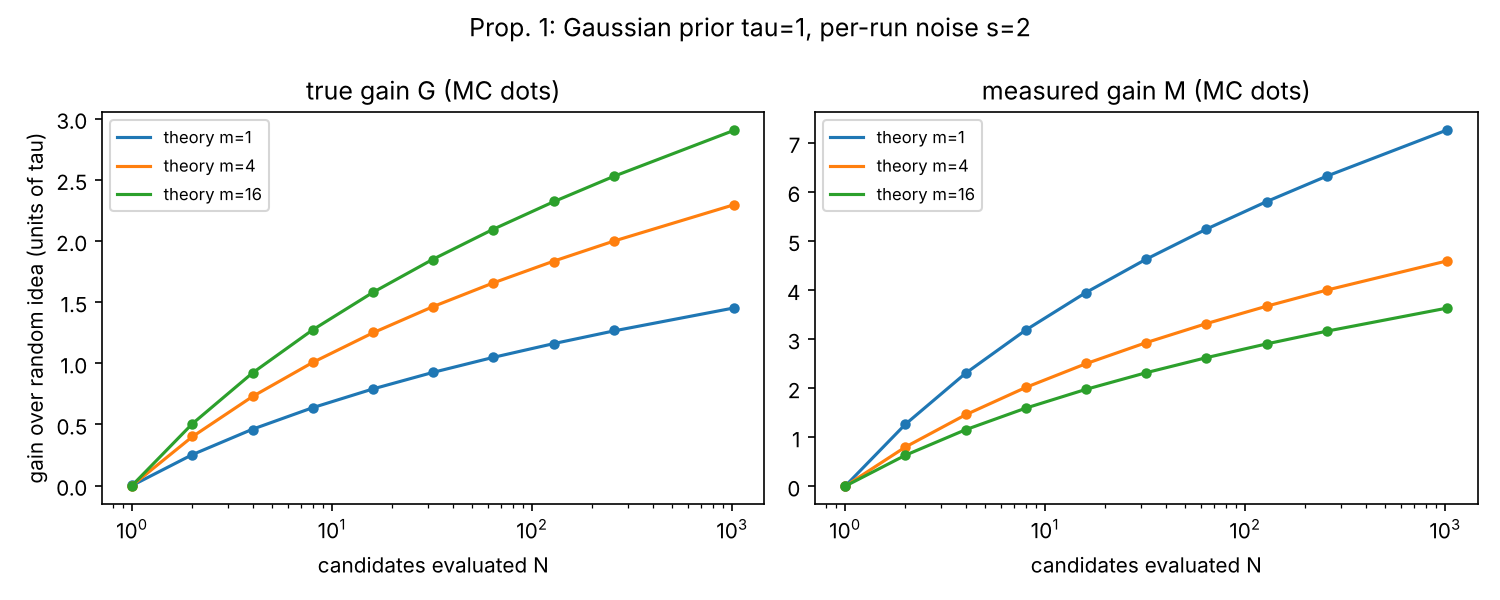 Prop. 1: Gaussian prior tau=1, per-run noise s=2
true gain G (MC dots)
theory m=1
theory m=4
theory m=16
gain over random idea (units of tau)
3.0
2.5
2.0
1.5
1.0
0.5
0.0
10⁰
10¹
10²
10³
candidates evaluated N
measured gain M (MC dots)
theory m=1
theory m=4
theory m=16
7
6
5
4
3
2
1
0
10⁰
10¹
10²
10³
candidates evaluated N